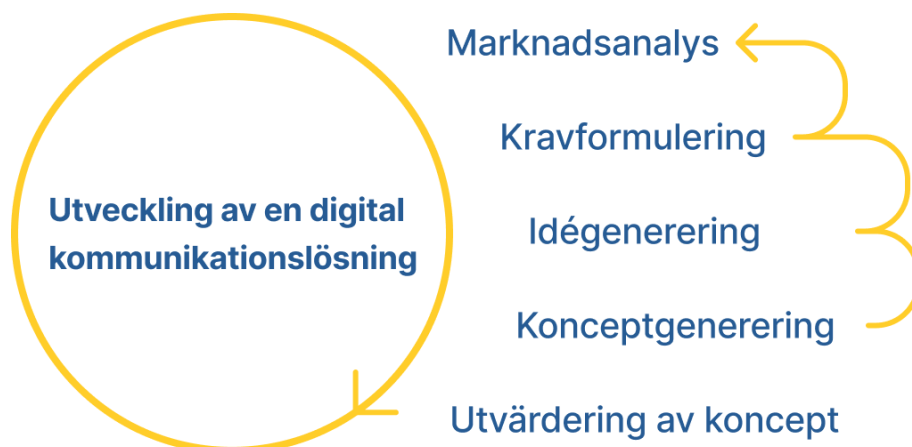 Utveckling av en digital
kommunikationslösning
Marknadsanalys
Kravformulering
Idégenerering
Konceptgenerering
Utvärdering av koncept